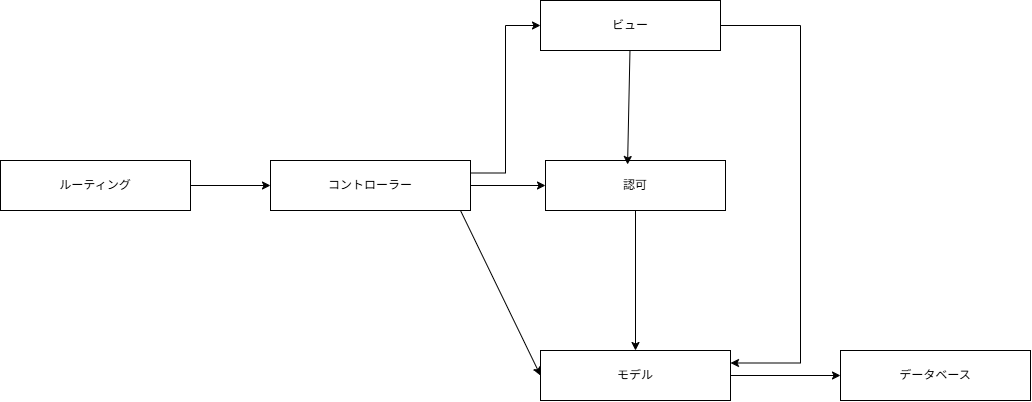 ビュー
ルーティング
コントローラー
認可
モデル
データベース